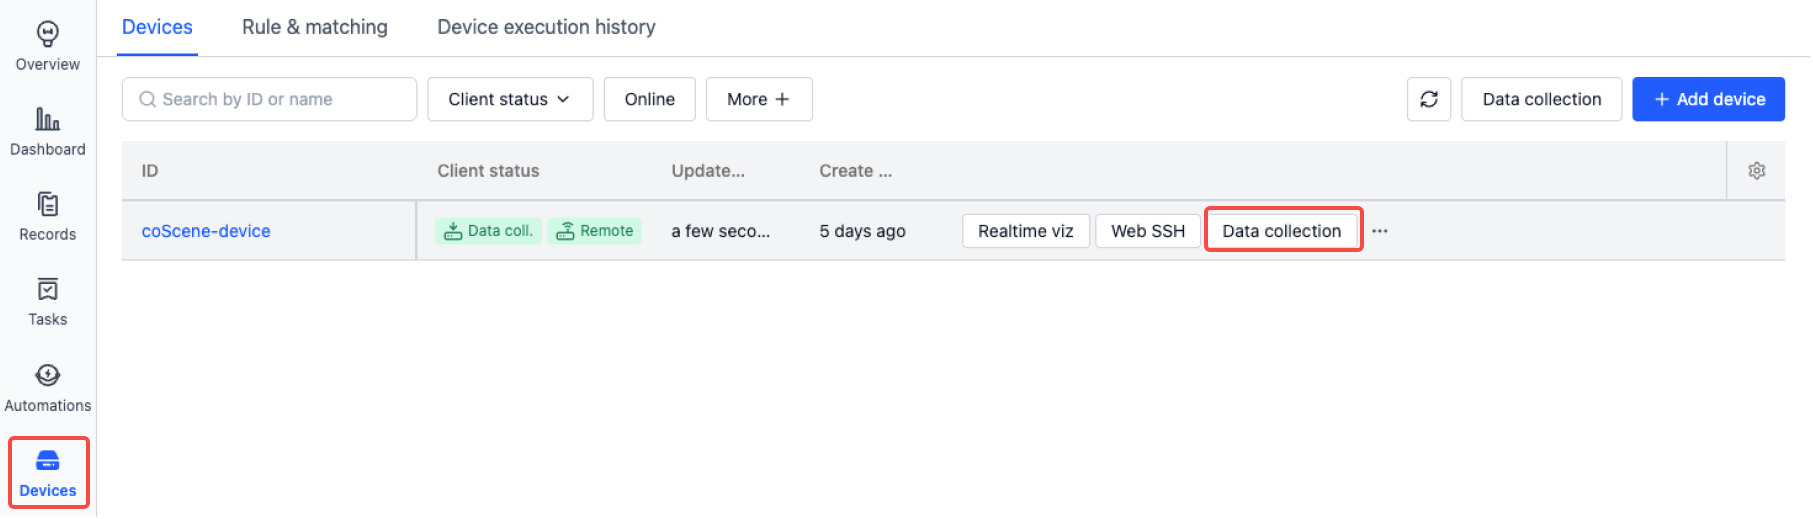 Overview
Dashboard
Records
Tasks
Automations
Devices
Devices Rule & matching Device execution history
Search by ID or name Client status Online More + Data collection + Add device
ID Client status Update... Create ...
coScene-device Data coll. Remote a few seco... 5 days ago Realtime viz Web SSH Data collection ...